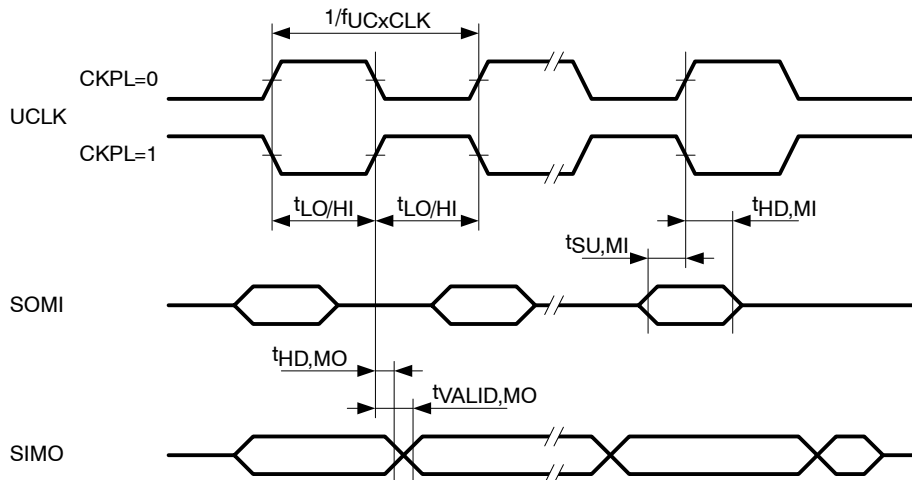 1/fUCxCLK
CKPL=0
UCLK
CKPL=1
tLO/HI tLO/HI
tHD,MI
tSU,MI
SOMI
tHD,MO
tVALID,MO
SIMO